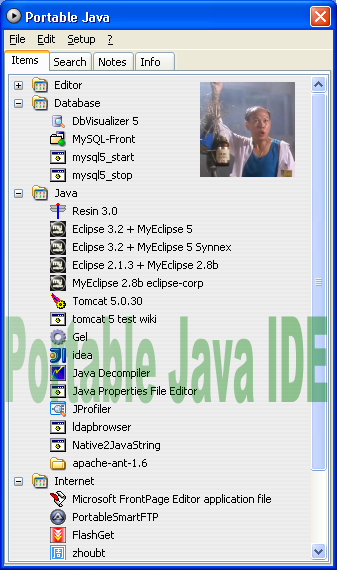 Portable Java
File Edit Setup ?
Items Search Notes Info
Editor
Database
DbVisualizer 5
MySQL-Front
mysql5_start
mysql5_stop
Java
Resin 3.0
Eclipse 3.2 + MyEclipse 5
Eclipse 3.2 + MyEclipse 5 Synnex
Eclipse 2.1.3 + MyEclipse 2.8b
MyEclipse 2.8b eclipse-corp
Tomcat 5.0.30
tomcat 5 test wiki
Portable Java IDE
Gel
idea
Java Decompiler
Java Properties File Editor
JProfiler
ldapbrowser
Native2JavaString
apache-ant-1.6
Internet
Microsoft FrontPage Editor application file
PortableSmartFTP
FlashGet
zhoubt